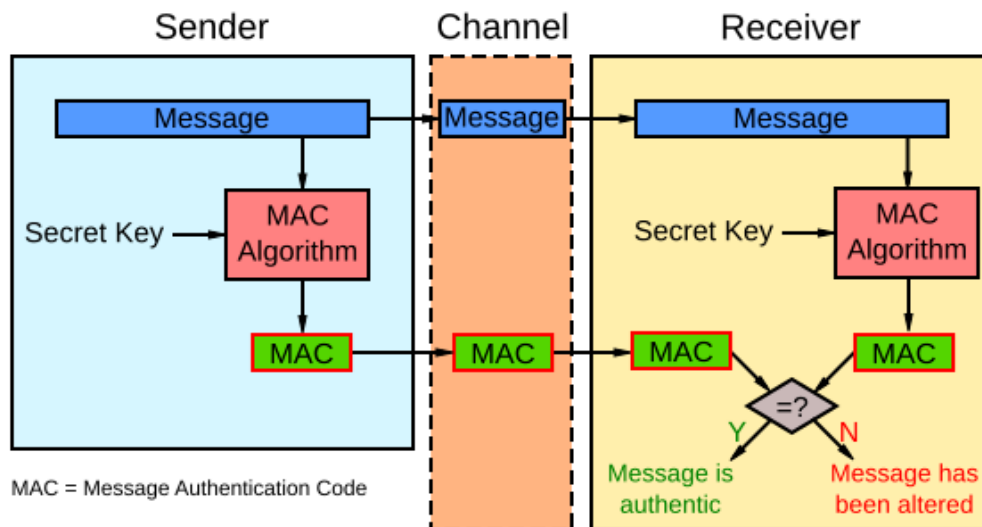 Sender
Channel
Receiver
Message
Message
Message
MAC
Algorithm
Secret Key
MAC
Algorithm
Secret Key
MAC
MAC
MAC
MAC
=?
Y
N
Message is
authentic
Message has
been altered
MAC = Message Authentication Code